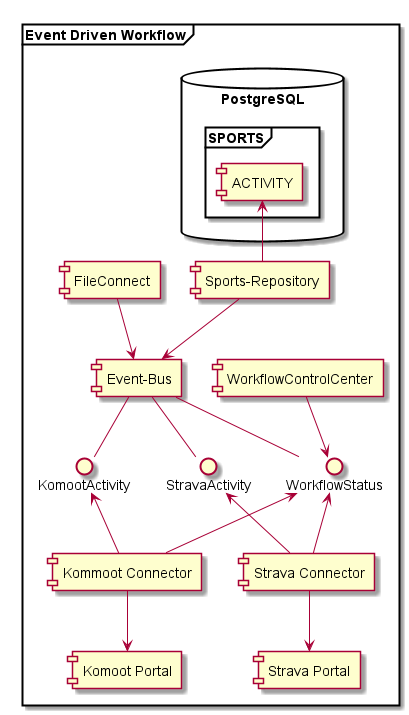 Event Driven Workflow
PostgreSQL
SPORTS
ACTIVITY
FileConnect
Sports-Repository
Event-Bus
WorkflowControlCenter
KomootActivity
StravaActivity
WorkflowStatus
Kommoot Connector
Strava Connector
Komoot Portal
Strava Portal